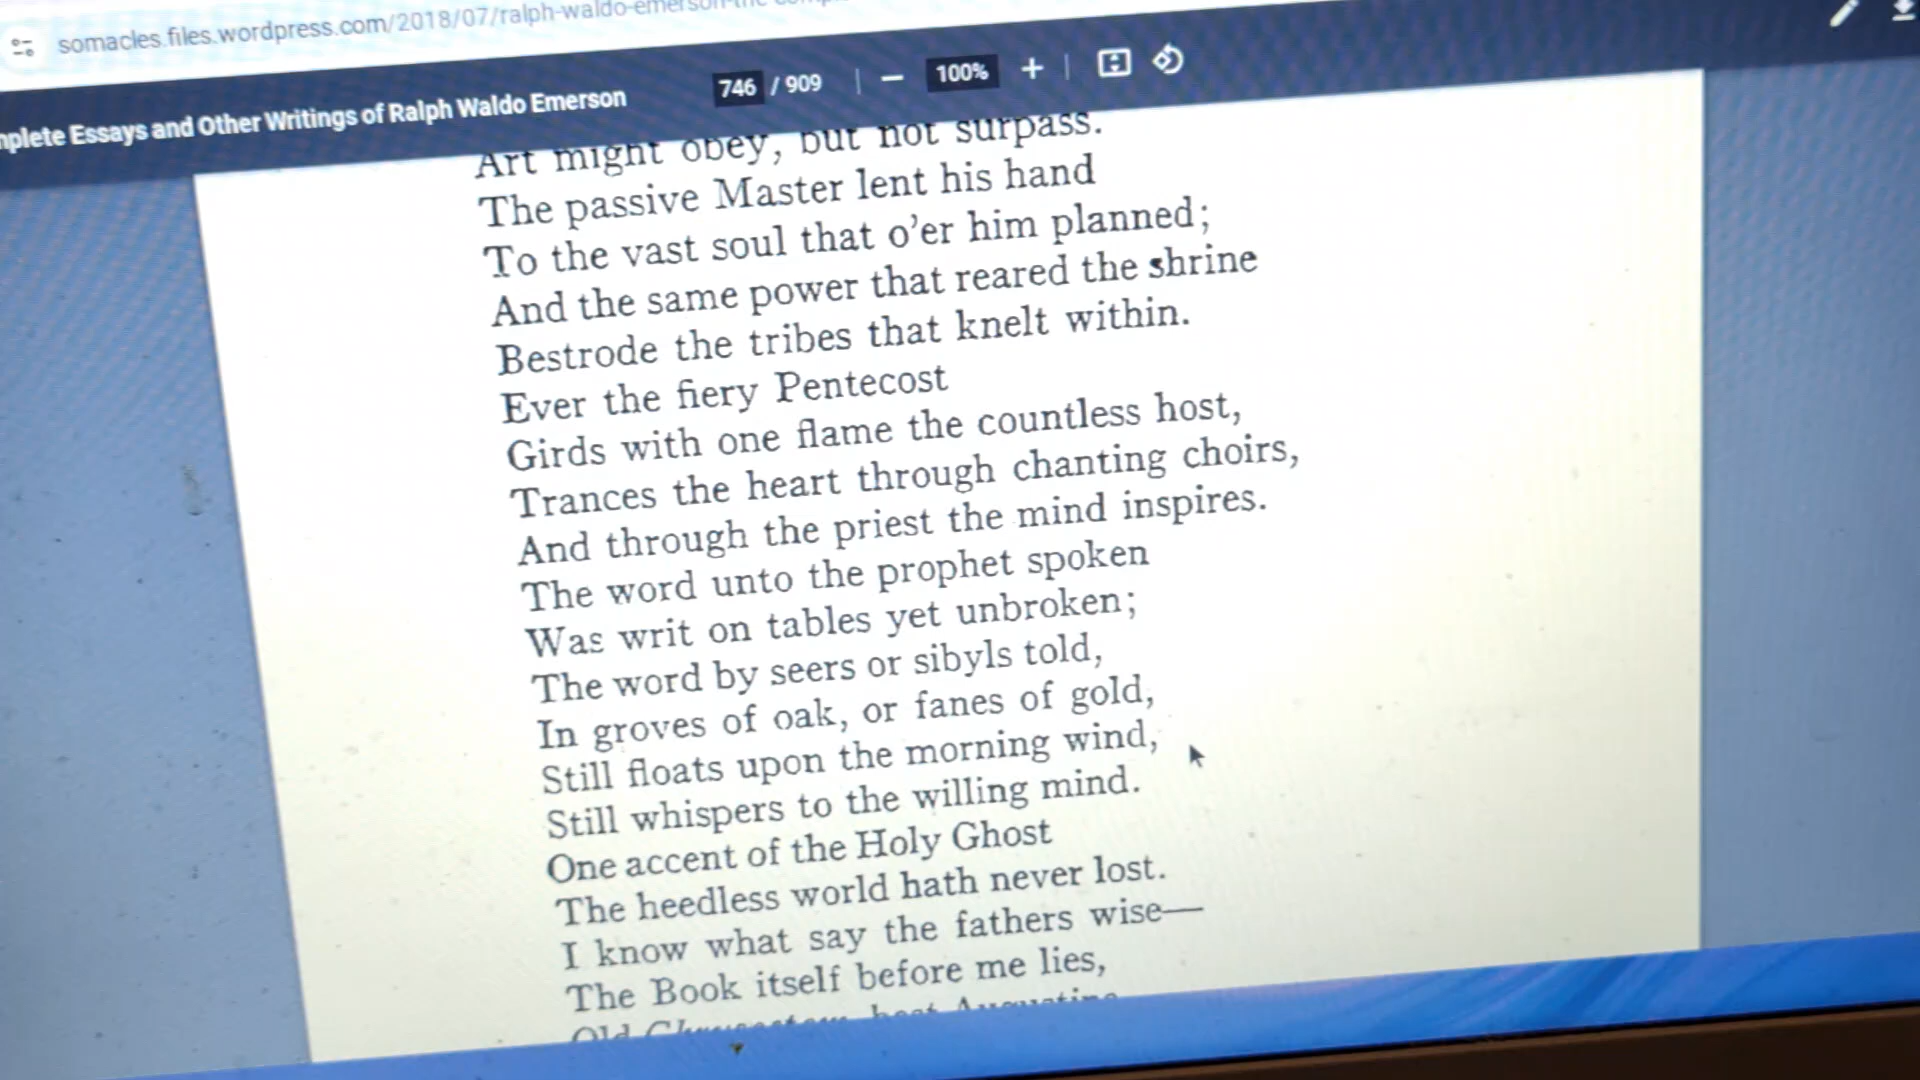 somacles.files.wordpress.com/2018/07/ralph-waldo-emerson-the-
Essays and Other Writings of Ralph Waldo Emerson 746 / 909 — 100% +
Art might obey, but not surpass.
The passive Master lent his hand
To the vast soul that o’er him planned;
And the same power that reared the shrine
Bestrode the tribes that knelt within.
Ever the fiery Pentecost
Girds with one flame the countless host,
Trances the heart through chanting choirs,
And through the priest the mind inspires.
The word unto the prophet spoken
Was writ on tables yet unbroken;
The word by seers or sibyls told,
In groves of oak, or fanes of gold,
Still floats upon the morning wind,
Still whispers to the willing mind.
One accent of the Holy Ghost
The heedless world hath never lost.
I know what say the fathers wise—
The Book itself before me lies,
Old best Augustine